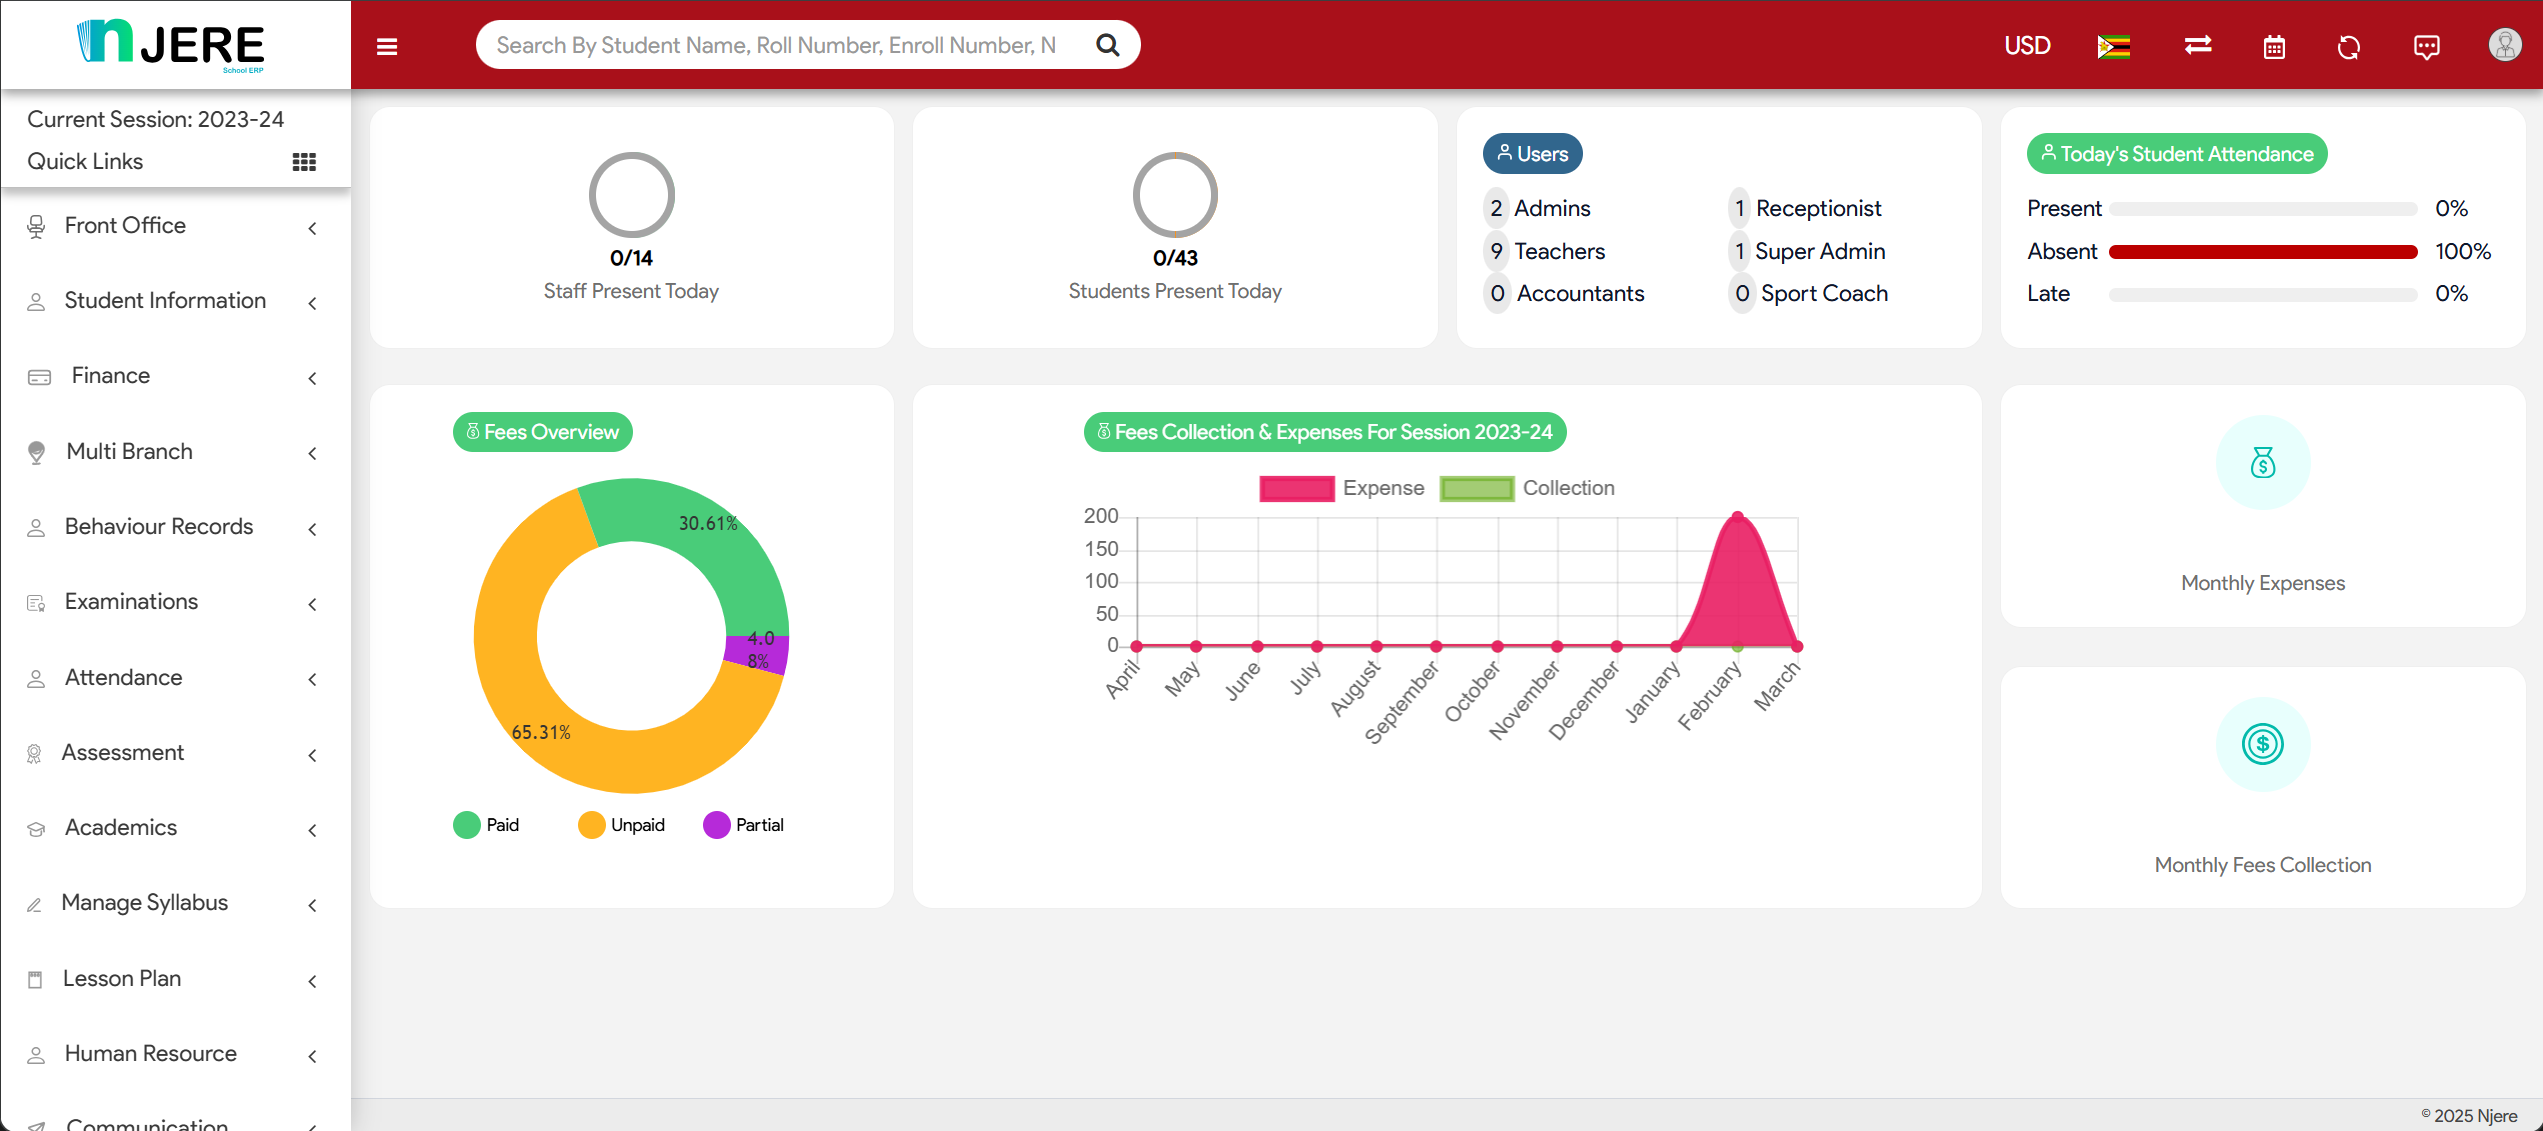 nJERE
School ERP
Search By Student Name, Roll Number, Enroll Number, N
USD
Current Session: 2023-24
Quick Links
Front Office
Student Information
Finance
Multi Branch
Behaviour Records
Examinations
Attendance
Assessment
Academics
Manage Syllabus
Lesson Plan
Human Resource
Communication
0/14
Staff Present Today
0/43
Students Present Today
Users
2 Admins
1 Receptionist
9 Teachers
1 Super Admin
0 Accountants
0 Sport Coach
Today's Student Attendance
Present 0%
Absent 100%
Late 0%
Fees Overview
30.61%
4.0
8%
65.31%
Paid
Unpaid
Partial
Fees Collection & Expenses For Session 2023-24
Expense
Collection
200
150
100
50
0
April
May
June
July
August
September
October
November
December
January
February
March
Monthly Expenses
Monthly Fees Collection
© 2025 Njere